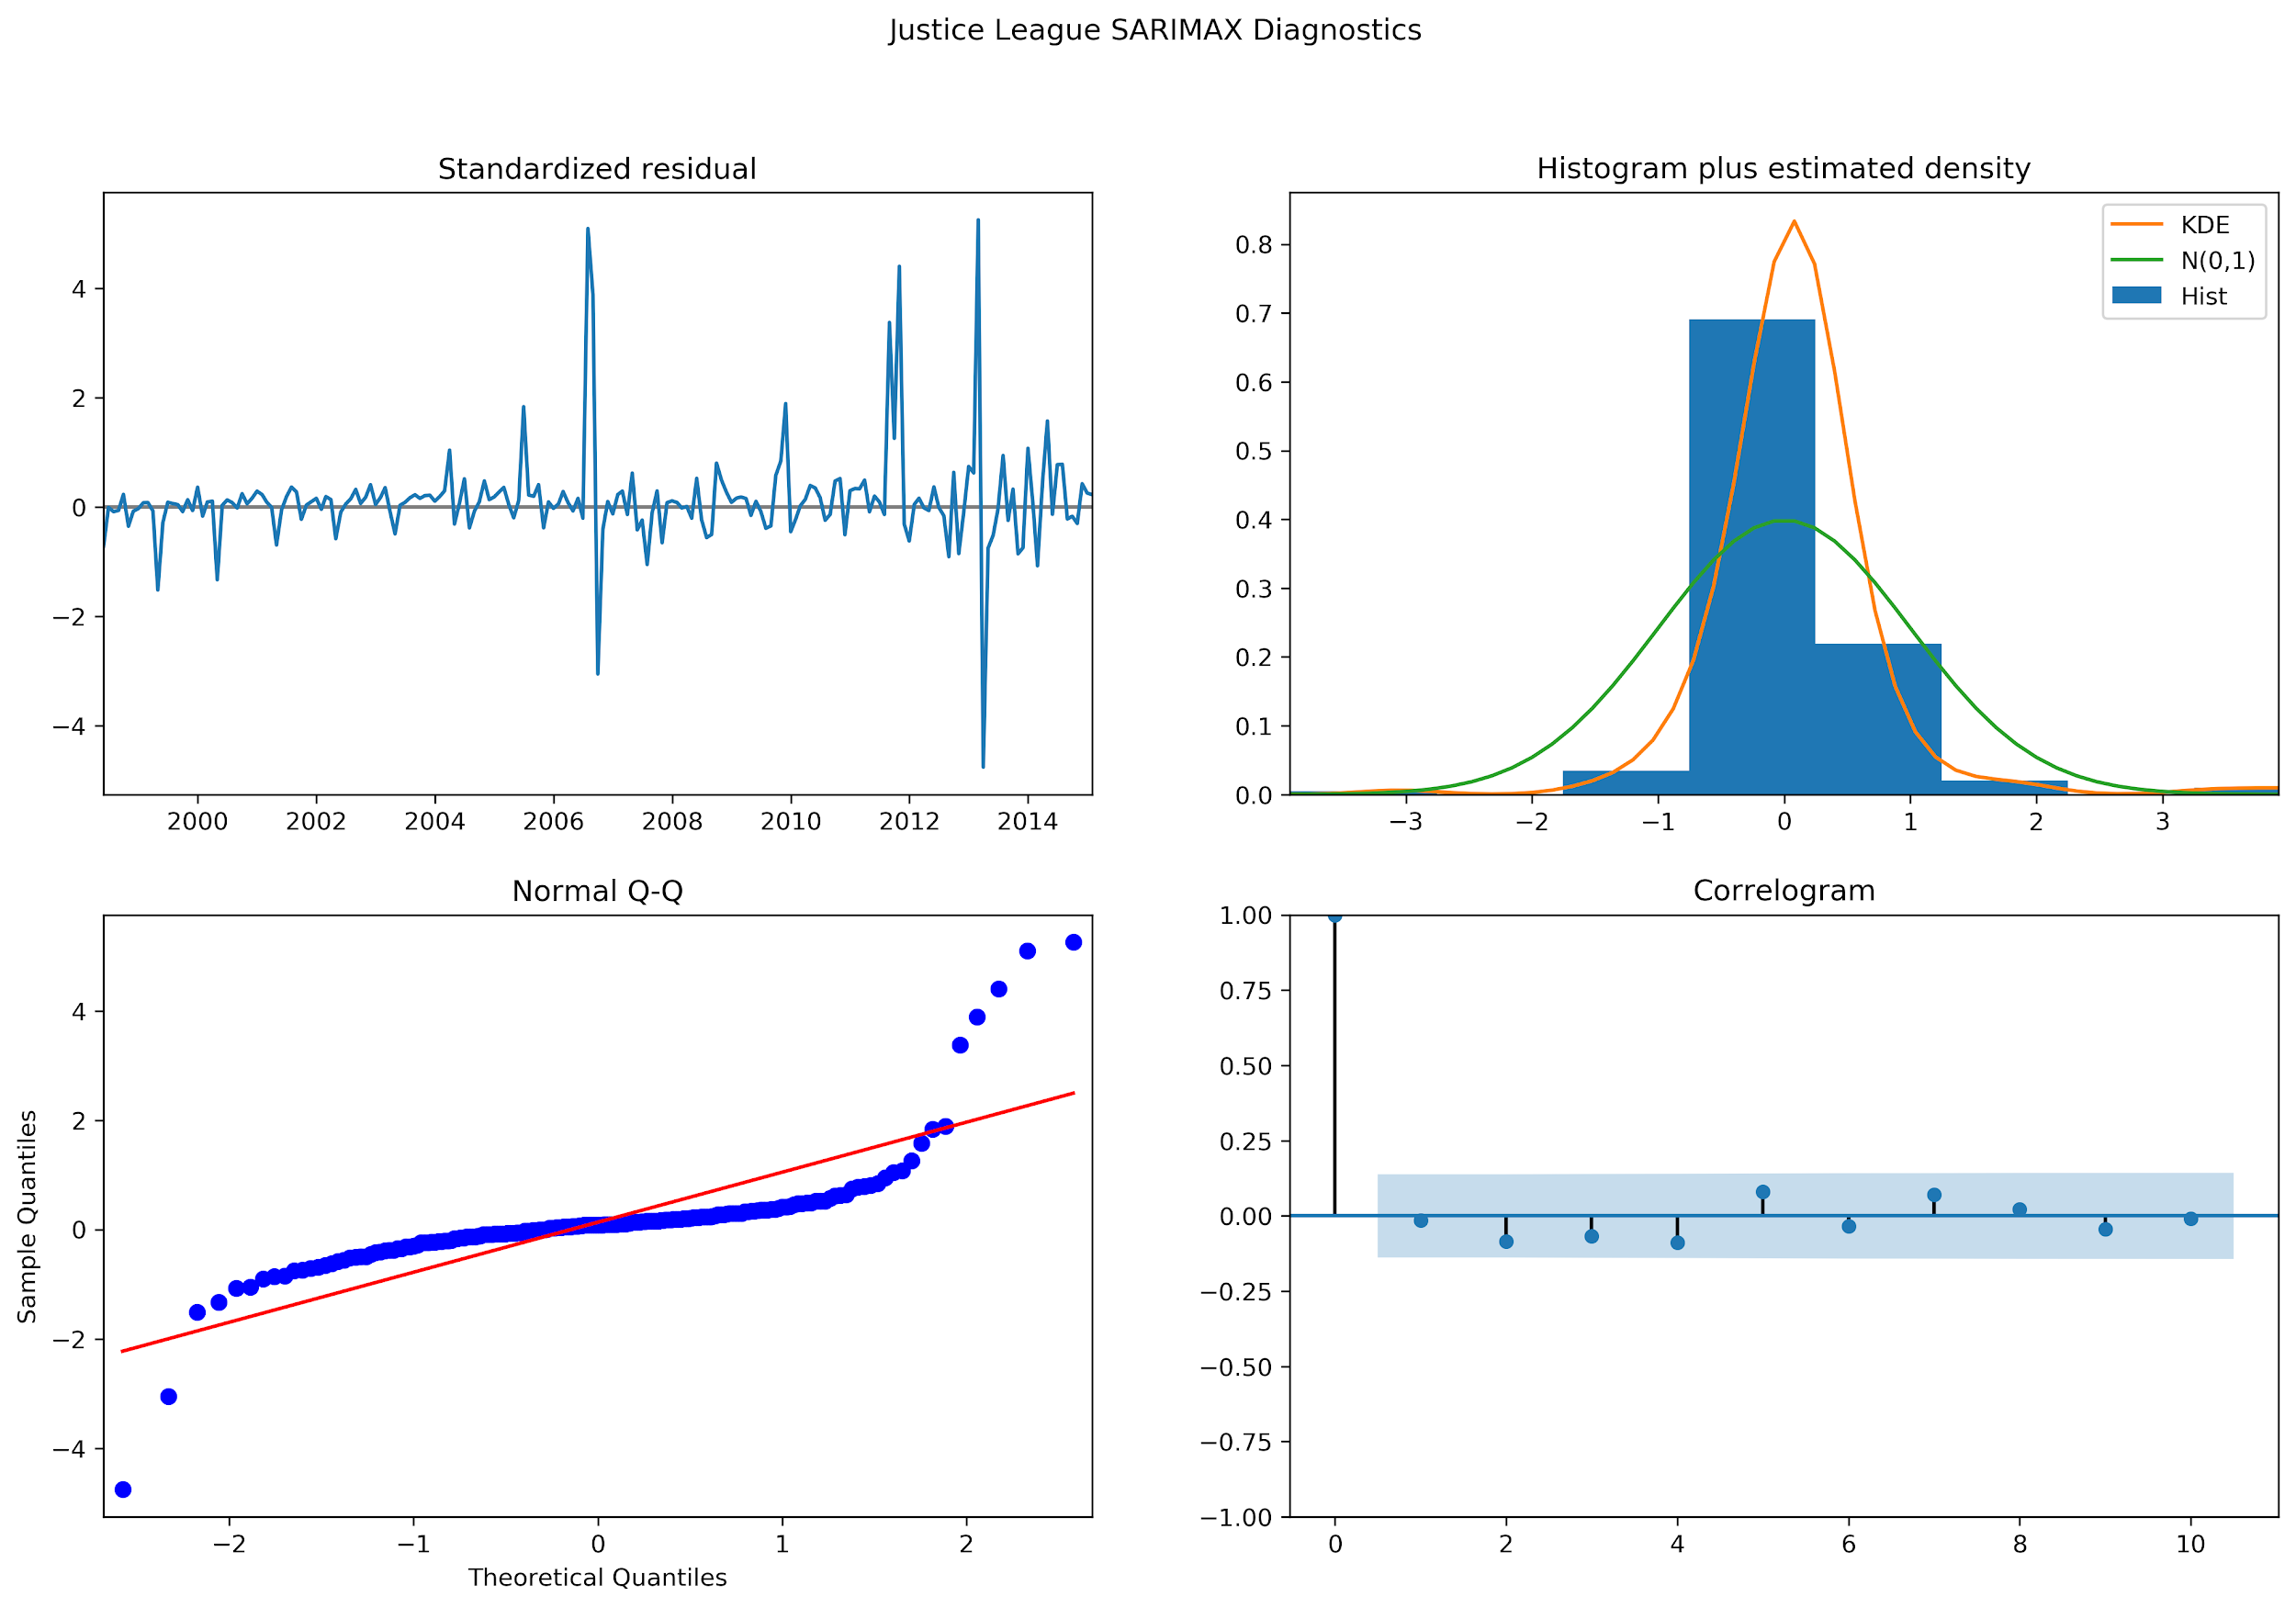 Justice League SARIMAX Diagnostics
Standardized residual
4
2
0
−2
−4
2000 2002 2004 2006 2008 2010 2012 2014
Histogram plus estimated density
KDE
N(0,1)
Hist
0.8
0.7
0.6
0.5
0.4
0.3
0.2
0.1
0.0
−3 −2 −1 0 1 2 3
Normal Q-Q
Sample Quantiles
4
2
0
−2
−4
−2 −1 0 1 2
Theoretical Quantiles
Correlogram
1.00
0.75
0.50
0.25
0.00
−0.25
−0.50
−0.75
−1.00
0 2 4 6 8 10